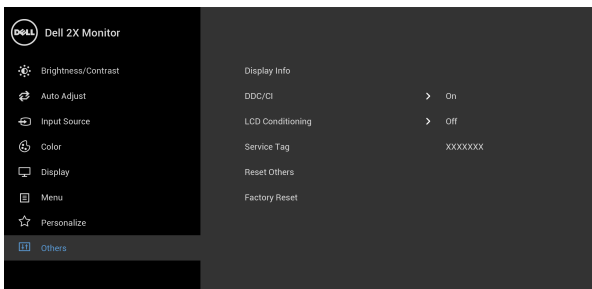 DELL Dell 2X Monitor
Brightness/Contrast
Auto Adjust
Input Source
Color
Display
Menu
Personalize
Others
Display Info
DDC/CI > On
LCD Conditioning > Off
Service Tag XXXXXXX
Reset Others
Factory Reset